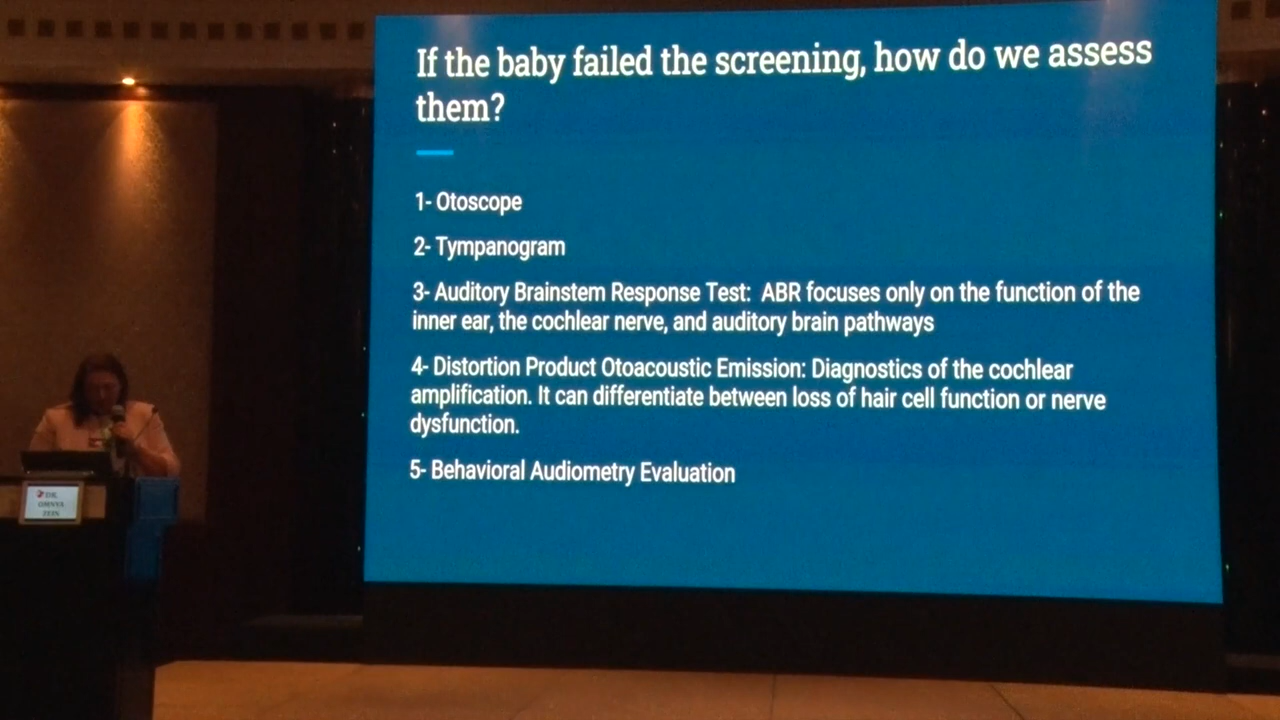 If the baby failed the screening, how do we assess
them?
1- Otoscope
2- Tympanogram
3- Auditory Brainstem Response Test:  ABR focuses only on the function of the
inner ear, the cochlear nerve, and auditory brain pathways
4- Distortion Product Otoacoustic Emission: Diagnostics of the cochlear
amplification. It can differentiate between loss of hair cell function or nerve
dysfunction.
5- Behavioral Audiometry Evaluation
DR.
OMNYA
ZEIN